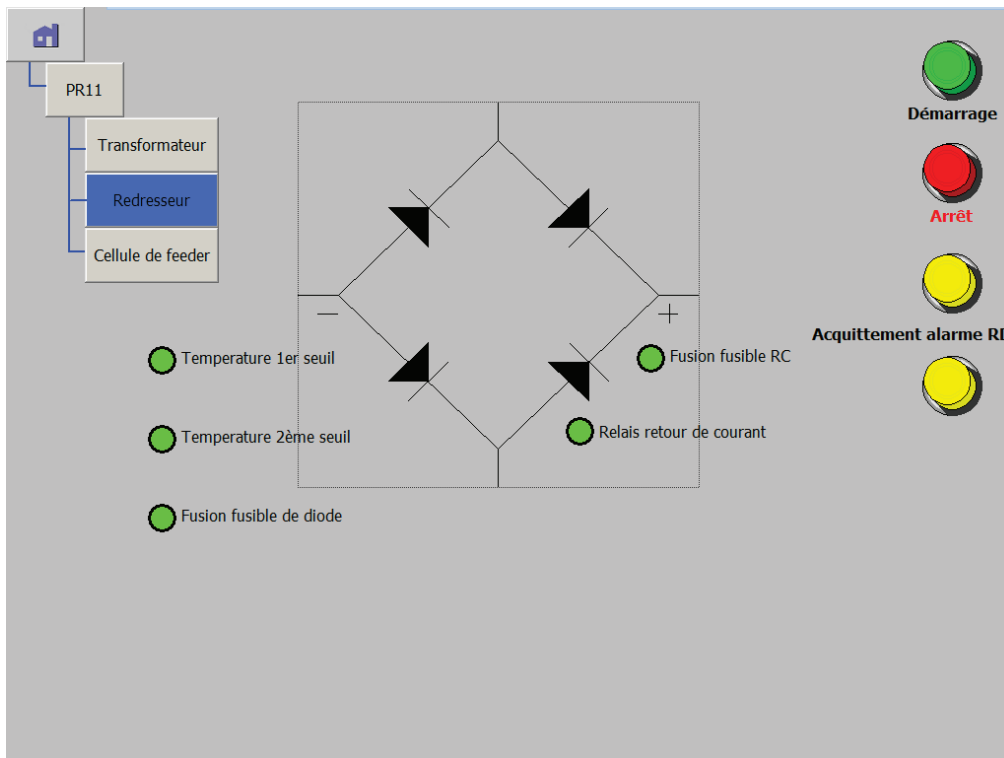 PR11
Transformateur
Redresseur
Cellule de feeder
Démarrage
Arrêt
Acquittement alarme
Temperature 1er seuil
Temperature 2ème seuil
Fusion fusible de diode
Fusion fusible RC
Relais retour de courant
−
+